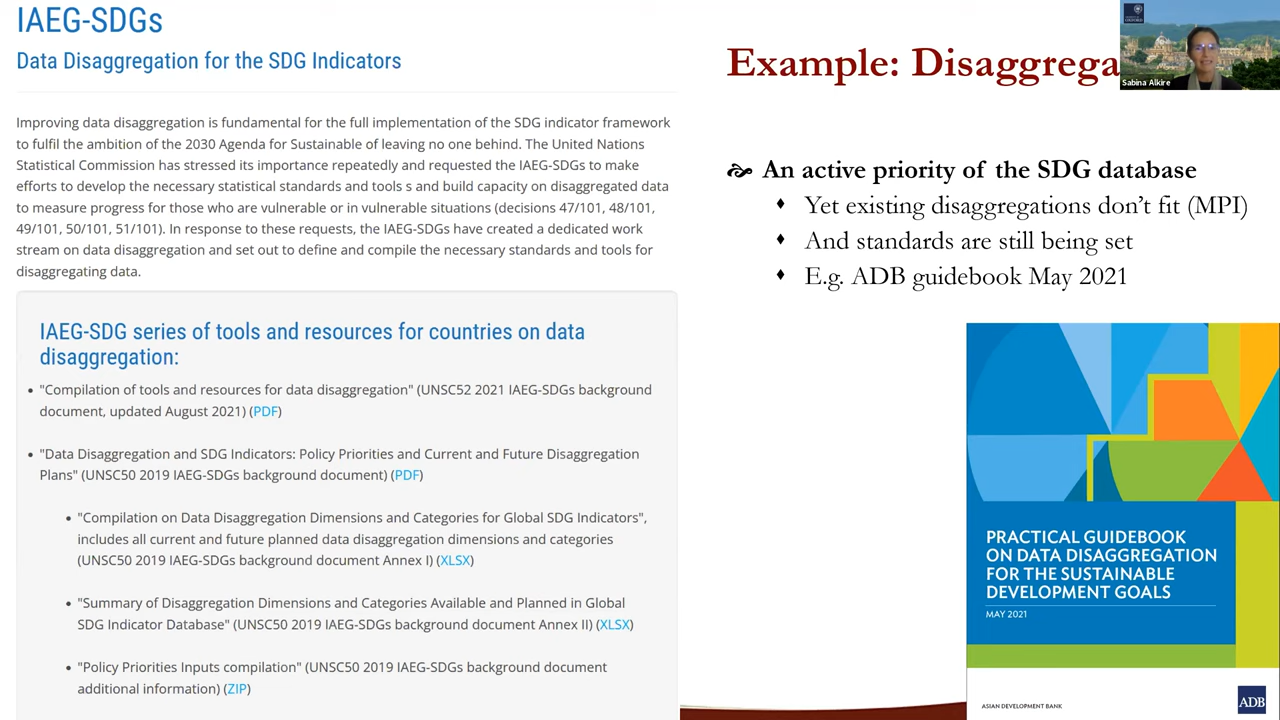 IAEG-SDGs
Data Disaggregation for the SDG Indicators
Improving data disaggregation is fundamental for the full implementation of the SDG indicator framework
to fulfil the ambition of the 2030 Agenda for Sustainable of leaving no one behind. The United Nations
Statistical Commission has stressed its importance repeatedly and requested the IAEG-SDGs to make
efforts to develop the necessary statistical standards and tools s and build capacity on disaggregated data
to measure progress for those who are vulnerable or in vulnerable situations (decisions 47/101, 48/101,
49/101, 50/101, 51/101). In response to these requests, the IAEG-SDGs have created a dedicated work
stream on data disaggregation and set out to define and compile the necessary standards and tools for
disaggregating data.
IAEG-SDG series of tools and resources for countries on data
disaggregation:
• "Compilation of tools and resources for data disaggregation" (UNSC52 2021 IAEG-SDGs background
document, updated August 2021) (PDF)
• "Data Disaggregation and SDG Indicators: Policy Priorities and Current and Future Disaggregation
Plans" (UNSC50 2019 IAEG-SDGs background document) (PDF)
• "Compilation on Data Disaggregation Dimensions and Categories for Global SDG Indicators",
includes all current and future planned data disaggregation dimensions and categories
(UNSC50 2019 IAEG-SDGs background document Annex I) (XLSX)
• "Summary of Disaggregation Dimensions and Categories Available and Planned in Global
SDG Indicator Database" (UNSC50 2019 IAEG-SDGs background document Annex II) (XLSX)
• "Policy Priorities Inputs compilation" (UNSC50 2019 IAEG-SDGs background document
additional information) (ZIP)
Example: Disaggrega
Sabina Alkire
An active priority of the SDG database
♦ Yet existing disaggregations don't fit (MPI)
♦ And standards are still being set
♦ E.g. ADB guidebook May 2021
PRACTICAL GUIDEBOOK
ON DATA DISAGGREGATION
FOR THE SUSTAINABLE
DEVELOPMENT GOALS
MAY 2021
ASIAN DEVELOPMENT BANK
ADB